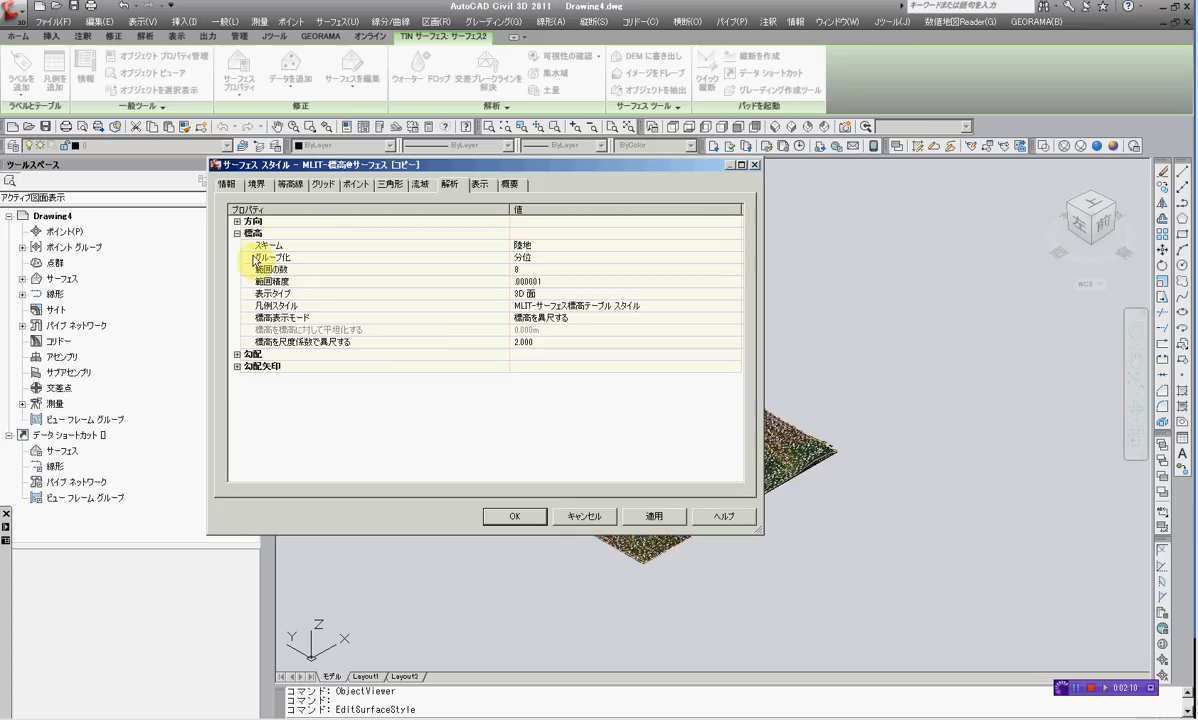 AutoCAD Civil 3D 2011 Drawing4.dwg
キーワードまたは語句を入力
ファイル(F) 編集(E) 表示(V) 挿入(I) 一般(L) 測量 ポイント サーフェス(U) 線分/曲線 区画(R) グレーディング(G) 線形(A) 縦断(S) コリドー(C) 横断(O) パイプ(P) 注釈 情報 ウィンドウ(W) Jツール(J) 数値地図Reader(G) GEORAMA(B)
ホーム 挿入 注釈 修正 解析 表示 出力 管理 GEORAMA オンライン Jツール TIN サーフェス: サーフェス2
ラベルを追加
凡例を追加
情報
オブジェクト プロパティ管理
オブジェクト ビューア
オブジェクトを選択表示
サーフェス プロパティ
データを追加
サーフェスを編集
ウォーター ドロップ
交差ブレークラインを解決
可視性の確認
集水域
土量
DEM に書き出し
イメージをドレープ
オブジェクトを抽出
クイック縦断
縦断を作成
データ ショートカット
グレーディング作成ツール
ラベルとテーブル 一般ツール 修正 解析 サーフェス ツール パッドを起動
0 ByLayer ByLayer ByLayer ByColor
ツールスペース
アクティブ図面表示
Drawing4
ポイント(P)
ポイント グループ
点群
サーフェス
線形
サイト
パイプ ネットワーク
コリドー
アセンブリ
サブアセンブリ
交差点
測量
ビュー フレーム グループ
データ ショートカット []
サーフェス
線形
パイプ ネットワーク
ビュー フレーム グループ
サーフェス スタイル - MLIT-標高@サーフェス [コピー]
情報 境界 等高線 グリッド ポイント 三角形 流域 解析 表示 概要
プロパティ 値
方向
標高
スキーム 陸地
グループ化 分位
範囲の数 8
範囲精度 .000001
表示タイプ 3D 面
凡例スタイル MLIT-サーフェス標高テーブル スタイル
標高表示モード 標高を異尺する
標高を標高に対して平坦化する 0.000m
標高を尺度係数で異尺する 2.000
勾配
勾配矢印
OK キャンセル 適用 ヘルプ
上
左 前
WCS
Z
Y X
モデル Layout1 Layout2
コマンド: ObjectViewer
コマンド:
コマンド: EditSurfaceStyle
0:02:10